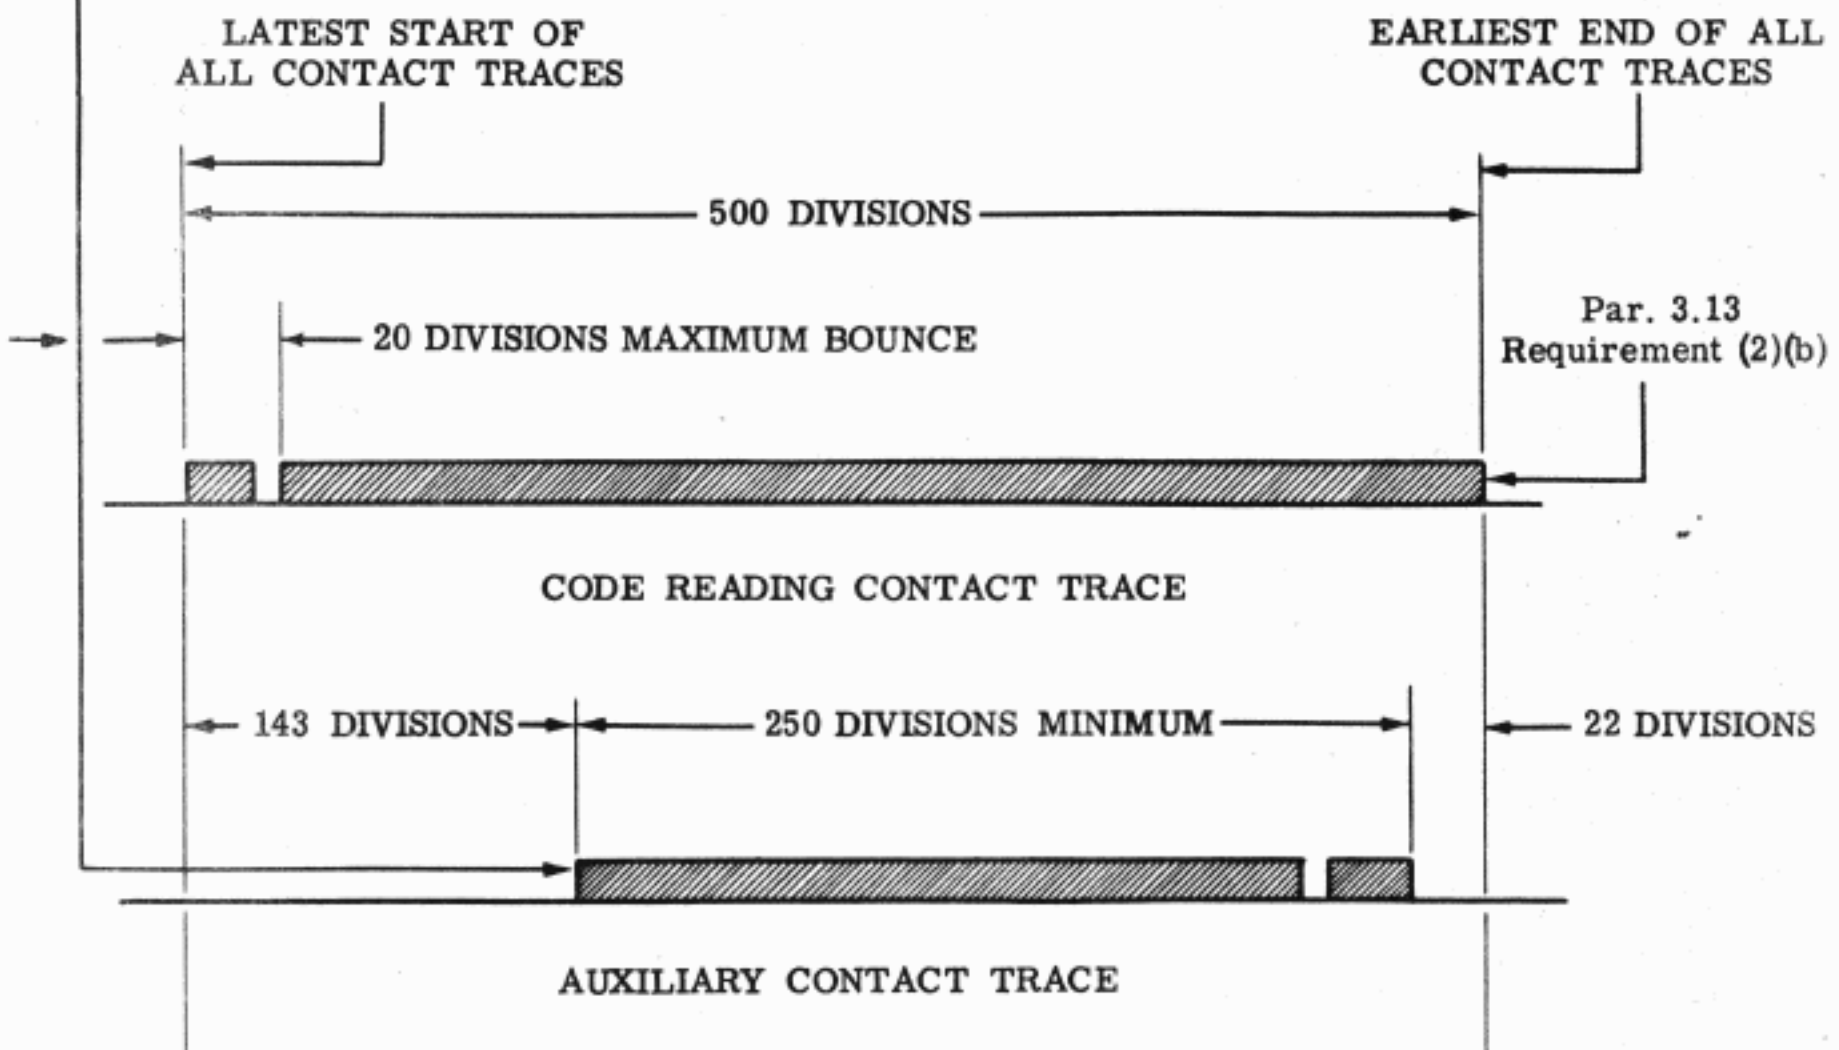 LATEST START OF
ALL CONTACT TRACES
EARLIEST END OF ALL
CONTACT TRACES
500 DIVISIONS
20 DIVISIONS MAXIMUM BOUNCE
Par. 3.13
Requirement (2)(b)
CODE READING CONTACT TRACE
143 DIVISIONS
250 DIVISIONS MINIMUM
22 DIVISIONS
AUXILIARY CONTACT TRACE